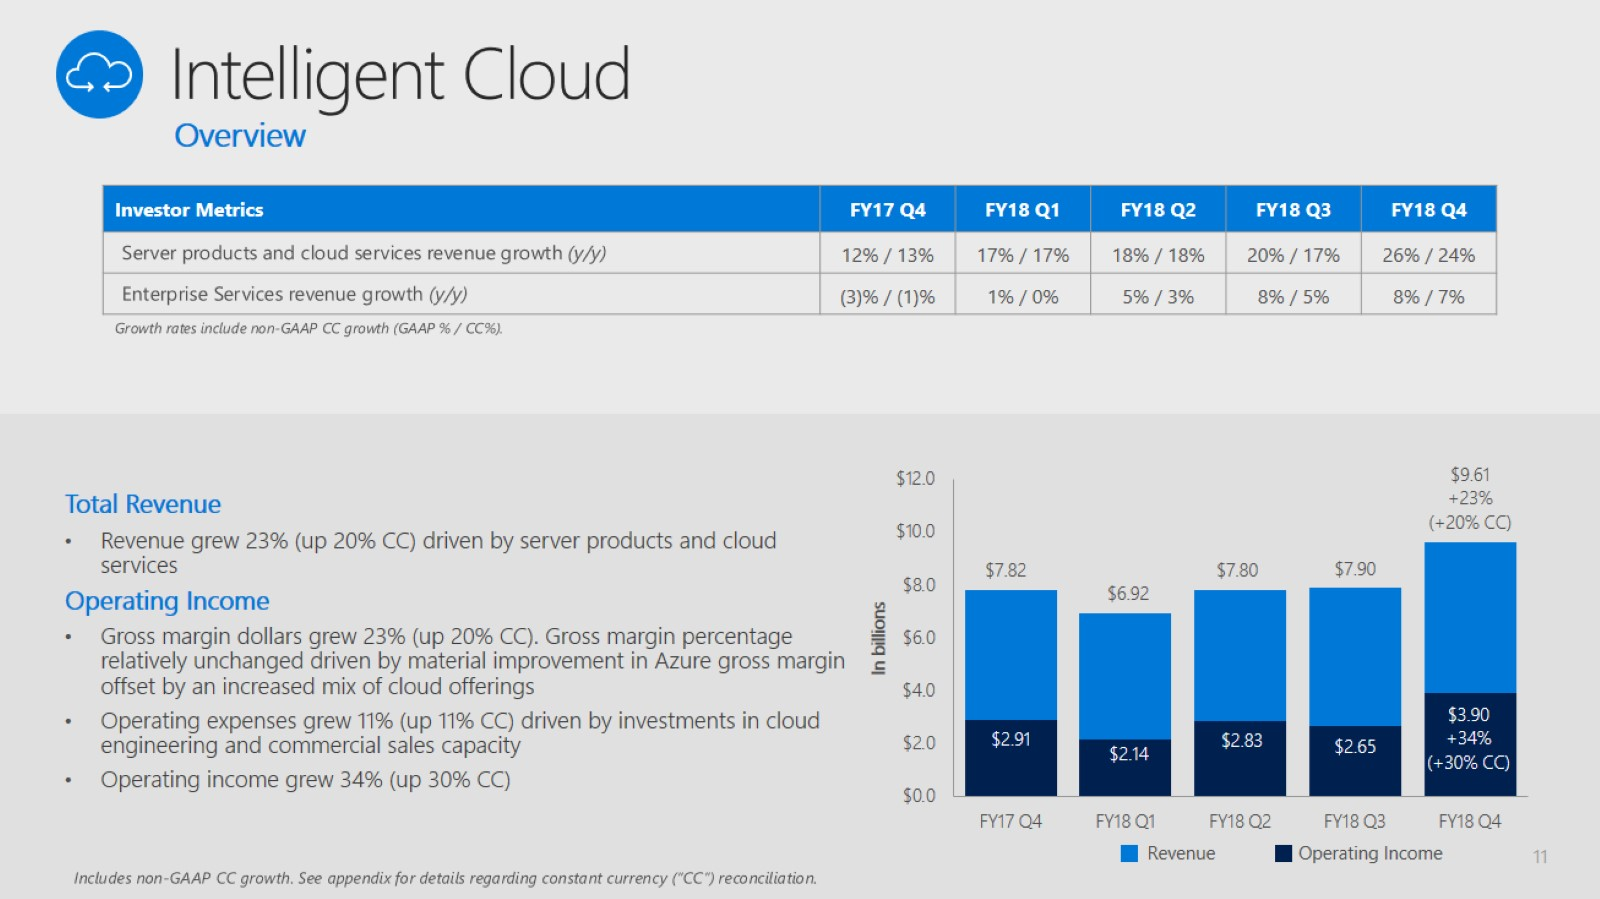 Intelligent Cloud
Overview
Investor Metrics FY17 Q4 FY18 Q1 FY18 Q2 FY18 Q3 FY18 Q4
Server products and cloud services revenue growth (y/y) 12% / 13% 17% / 17% 18% / 18% 20% / 17% 26% / 24%
Enterprise Services revenue growth (y/y) (3)% / (1)% 1% / 0% 5% / 3% 8% / 5% 8% / 7%
Growth rates include non-GAAP CC growth (GAAP % / CC%).
Total Revenue
• Revenue grew 23% (up 20% CC) driven by server products and cloud
services
Operating Income
• Gross margin dollars grew 23% (up 20% CC). Gross margin percentage
relatively unchanged driven by material improvement in Azure gross margin
offset by an increased mix of cloud offerings
• Operating expenses grew 11% (up 11% CC) driven by investments in cloud
engineering and commercial sales capacity
• Operating income grew 34% (up 30% CC)
In billions
$12.0
$10.0
$8.0
$6.0
$4.0
$2.0
$0.0
$7.82
$6.92
$7.80
$7.90
$9.61
+23%
(+20% CC)
$2.91
$2.14
$2.83
$2.65
$3.90
+34%
(+30% CC)
FY17 Q4 FY18 Q1 FY18 Q2 FY18 Q3 FY18 Q4
Revenue Operating Income
11
Includes non-GAAP CC growth. See appendix for details regarding constant currency ("CC") reconciliation.